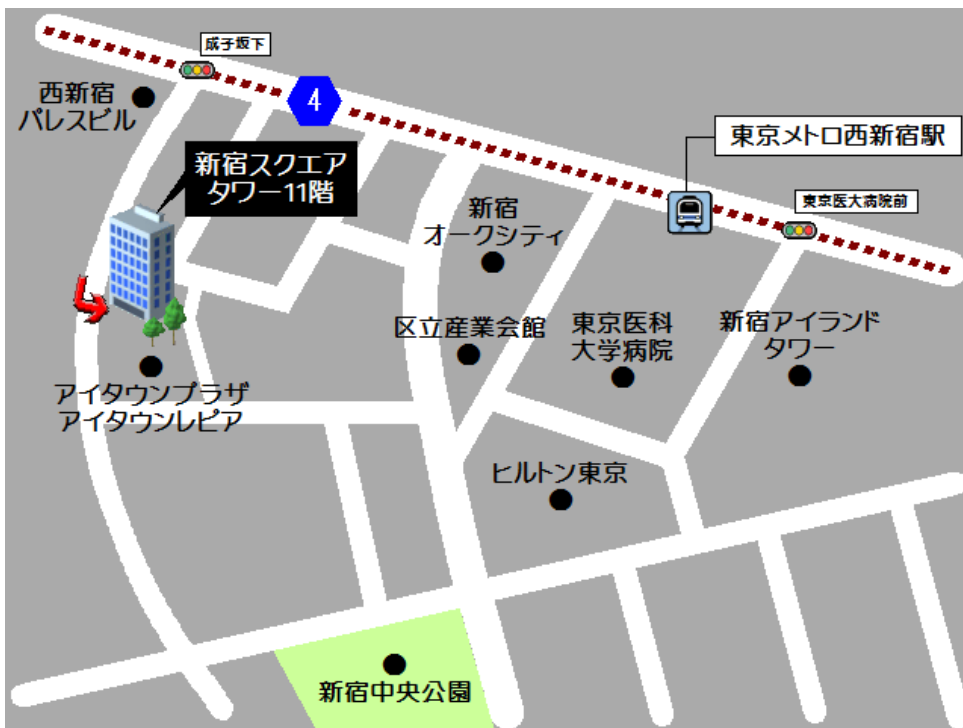 成子坂下
西新宿
パレスビル
4
東京メトロ西新宿駅
新宿スクエア
タワー11階
東京医大病院前
新宿
オークシティ
区立産業会館
東京医科
大学病院
新宿アイランド
タワー
アイタウンプラザ
アイタウンレピア
ヒルトン東京
新宿中央公園